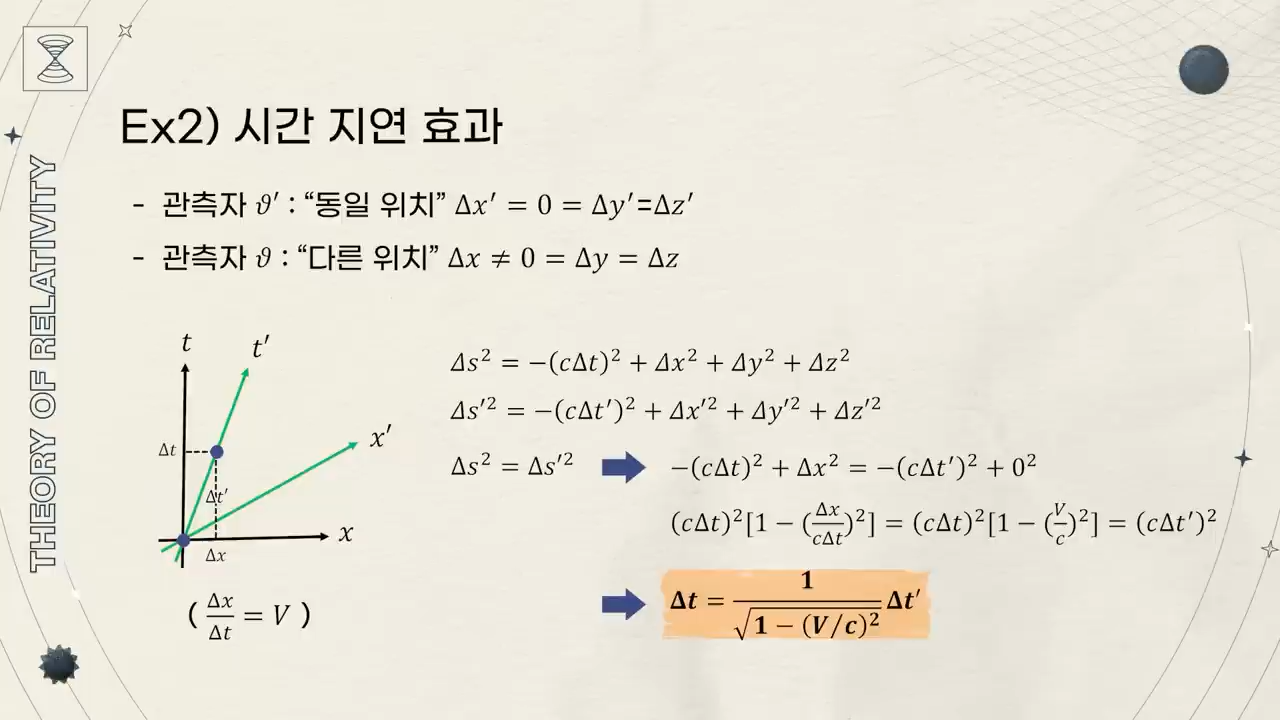 THEORY OF RELATIVITY
Ex2) 시간 지연 효과
- 관측자 𝜗′ : “동일 위치” Δx′ = 0 = Δy′=Δz′
- 관측자 𝜗 : “다른 위치” Δx ≠ 0 = Δy = Δz
t
t′
x′
Δt
Δt′
x
Δx
( Δx/Δt = V )
Δs² = −(cΔt)² + Δx² + Δy² + Δz²
Δs′² = −(cΔt′)² + Δx′² + Δy′² + Δz′²
Δs² = Δs′² −(cΔt)² + Δx² = −(cΔt′)² + 0²
(cΔt)²[1 − (Δx/cΔt)²] = (cΔt)²[1 − (V/c)²] = (cΔt′)²
Δt = 1/√(1 − (V/c)²) Δt′